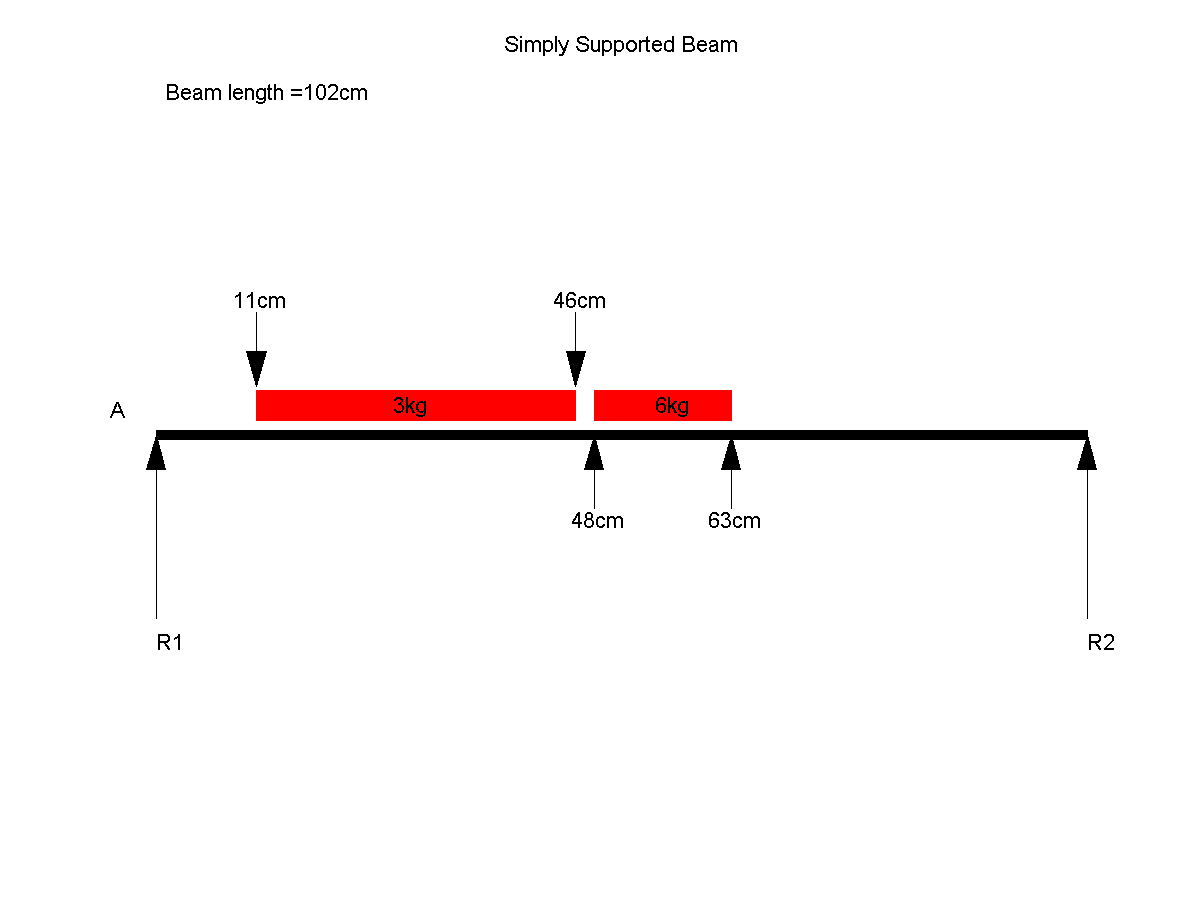 Simply Supported Beam
Beam length =102cm
11cm
46cm
3kg
6kg
A
48cm
63cm
R1
R2